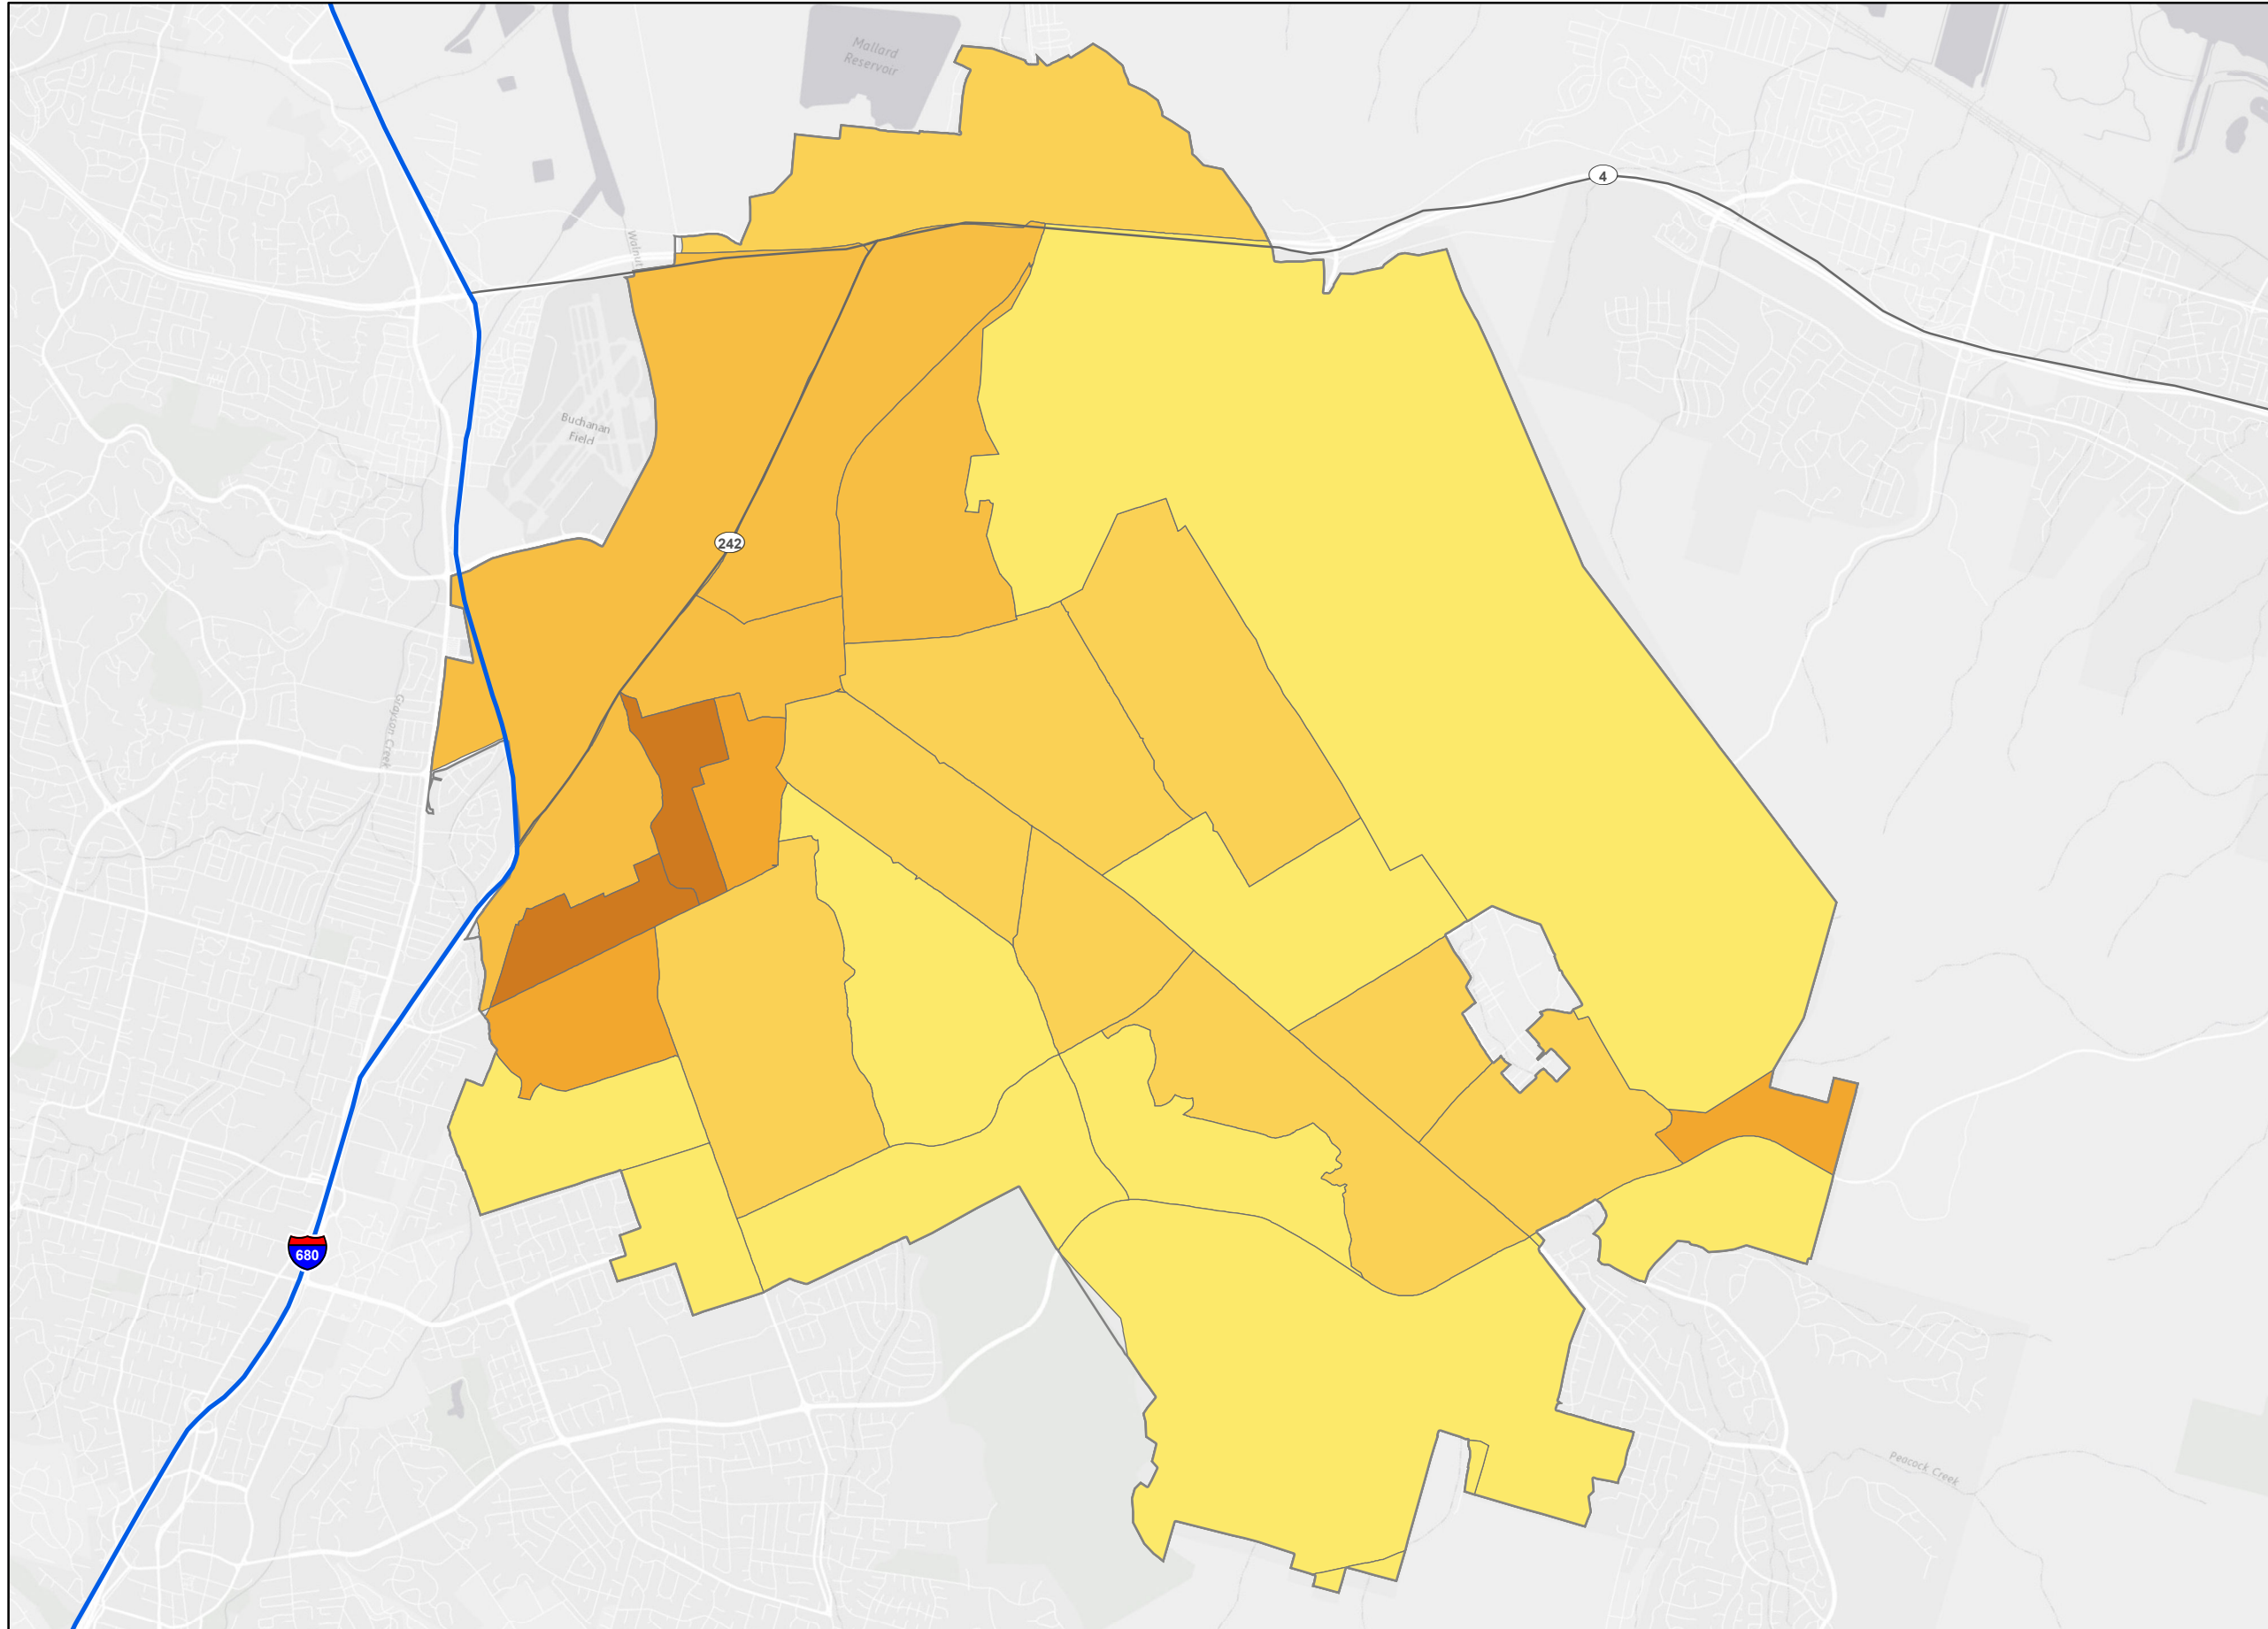 Mallard
Reservoir
4
Walnut
Buchanan
Field
242
Grayson Creek
680
Peacock Creek